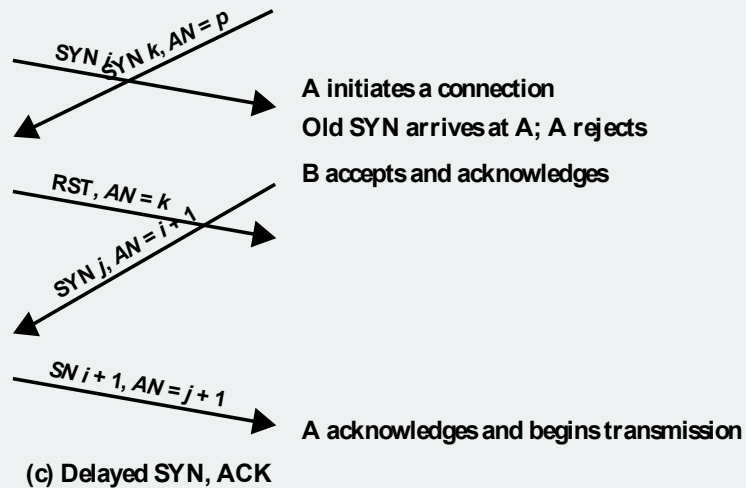 SYN i
SYN k, AN = p
A initiates a connection
Old SYN arrives at A; A rejects
B accepts and acknowledges
RST, AN = k
SYN j, AN = i + 1
SN i + 1, AN = j + 1
A acknowledges and begins transmission
(c) Delayed SYN, ACK